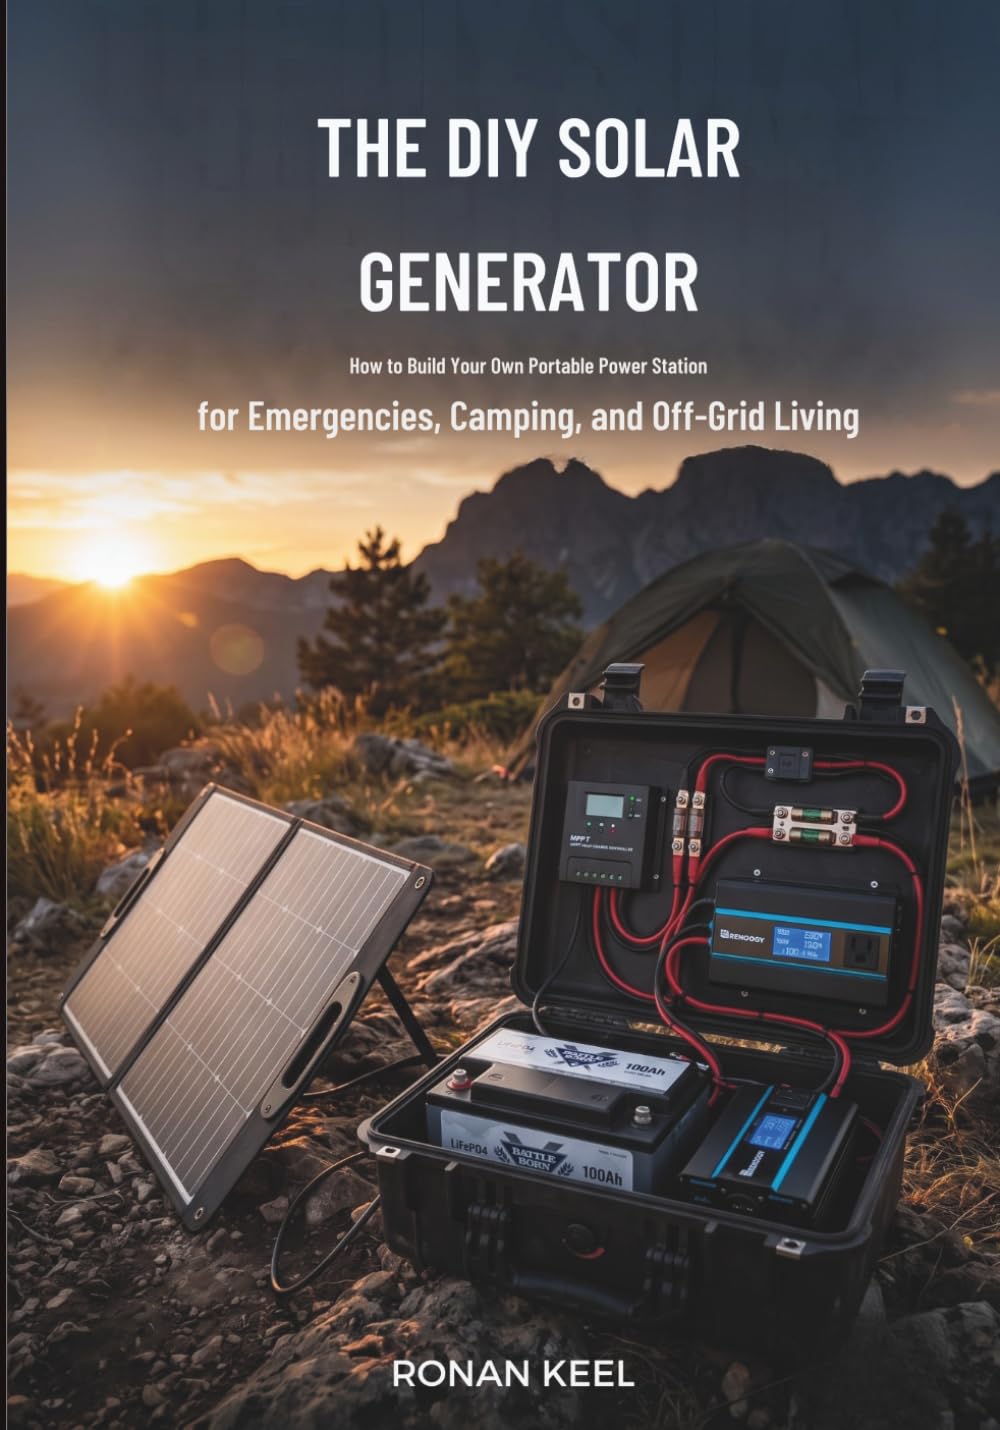 THE DIY SOLAR
GENERATOR
How to Build Your Own Portable Power Station
for Emergencies, Camping, and Off-Grid Living
MPPT
RENOGY
LiFePO4
BATTLE
BORN
100Ah
LiFePO4
BATTLE
BORN
100Ah
RONAN KEEL